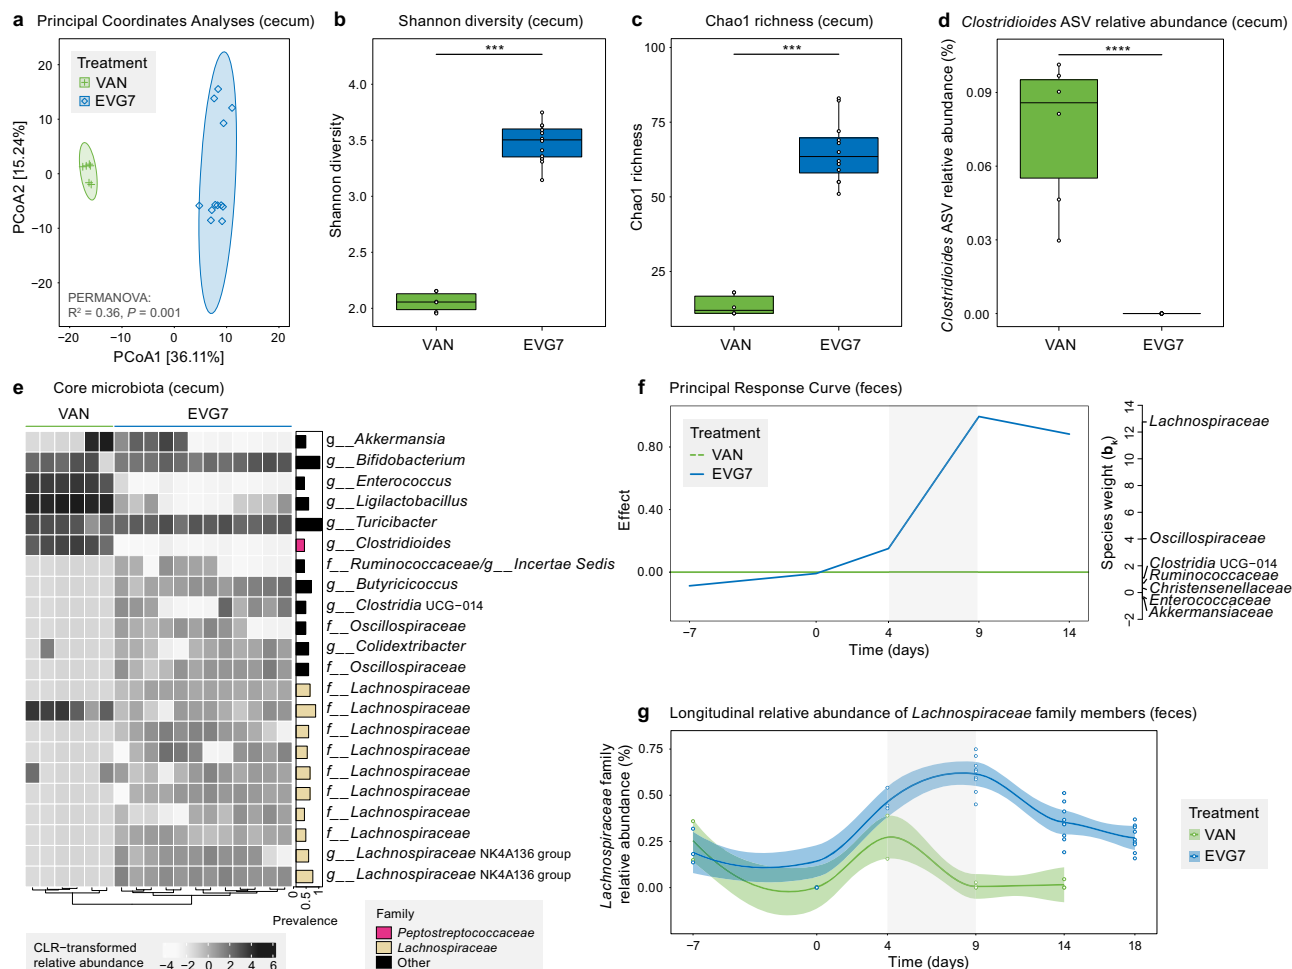 a Principal Coordinates Analyses (cecum)
Treatment
VAN
EVG7
PCoA2 [15.24%]
20
10
0
−10
−20
PERMANOVA:
R² = 0.36, P = 0.001
−20 −10 0 10 20
PCoA1 [36.11%]
b Shannon diversity (cecum)
***
Shannon diversity
4.0
3.5
3.0
2.5
2.0
VAN EVG7
c Chao1 richness (cecum)
***
Chao1 richness
100
75
50
25
VAN EVG7
d Clostridioides ASV relative abundance (cecum)
****
Clostridioides ASV relative abundance (%)
0.09
0.06
0.03
0.00
VAN EVG7
e Core microbiota (cecum)
VAN EVG7
g__Akkermansia
g__Bifidobacterium
g__Enterococcus
g__Ligilactobacillus
g__Turicibacter
g__Clostridioides
f__Ruminococcaceae/g__Incertae Sedis
g__Butyricicoccus
g__Clostridia UCG−014
f__Oscillospiraceae
g__Colidextribacter
f__Oscillospiraceae
f__Lachnospiraceae
f__Lachnospiraceae
f__Lachnospiraceae
f__Lachnospiraceae
f__Lachnospiraceae
f__Lachnospiraceae
f__Lachnospiraceae
f__Lachnospiraceae
g__Lachnospiraceae NK4A136 group
g__Lachnospiraceae NK4A136 group
0 0.5 1
Prevalence
CLR−transformed
relative abundance
−4 −2 0 2 4 6
Family
Peptostreptococcaceae
Lachnospiraceae
Other
f Principal Response Curve (feces)
Treatment
VAN
EVG7
Effect
0.80
0.40
0.00
−7 0 4 9 14
Time (days)
Species weight (bk)
14
12
10
8
6
4
2
0
−2
Lachnospiraceae
Oscillospiraceae
Clostridia UCG−014
Ruminococcaceae
Christensenellaceae
Enterococcaceae
Akkermansiaceae
g Longitudinal relative abundance of Lachnospiraceae family members (feces)
Lachnospiraceae family
relative abundance (%)
0.75
0.50
0.25
0.00
−7 0 4 9 14 18
Time (days)
Treatment
VAN
EVG7